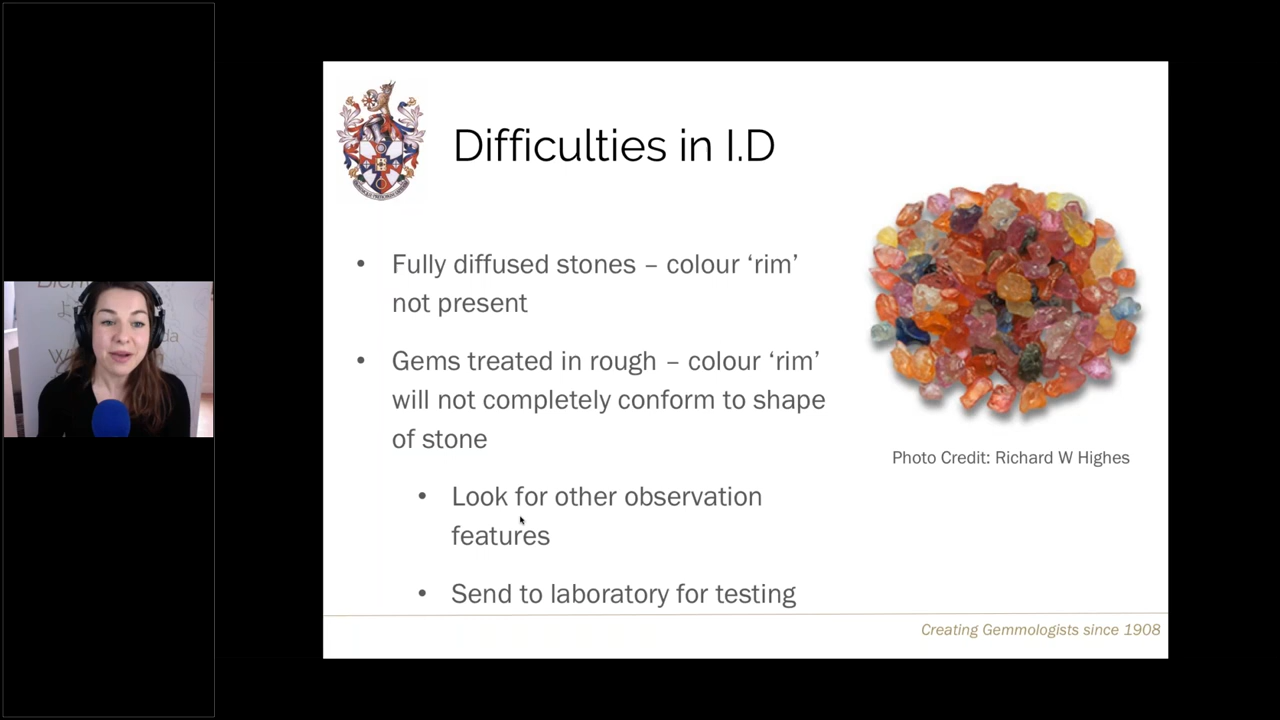 Difficulties in I.D
• Fully diffused stones – colour ‘rim’
not present
• Gems treated in rough – colour ‘rim’
will not completely conform to shape
of stone
• Look for other observation
features
• Send to laboratory for testing
Photo Credit: Richard W Highes
Creating Gemmologists since 1908